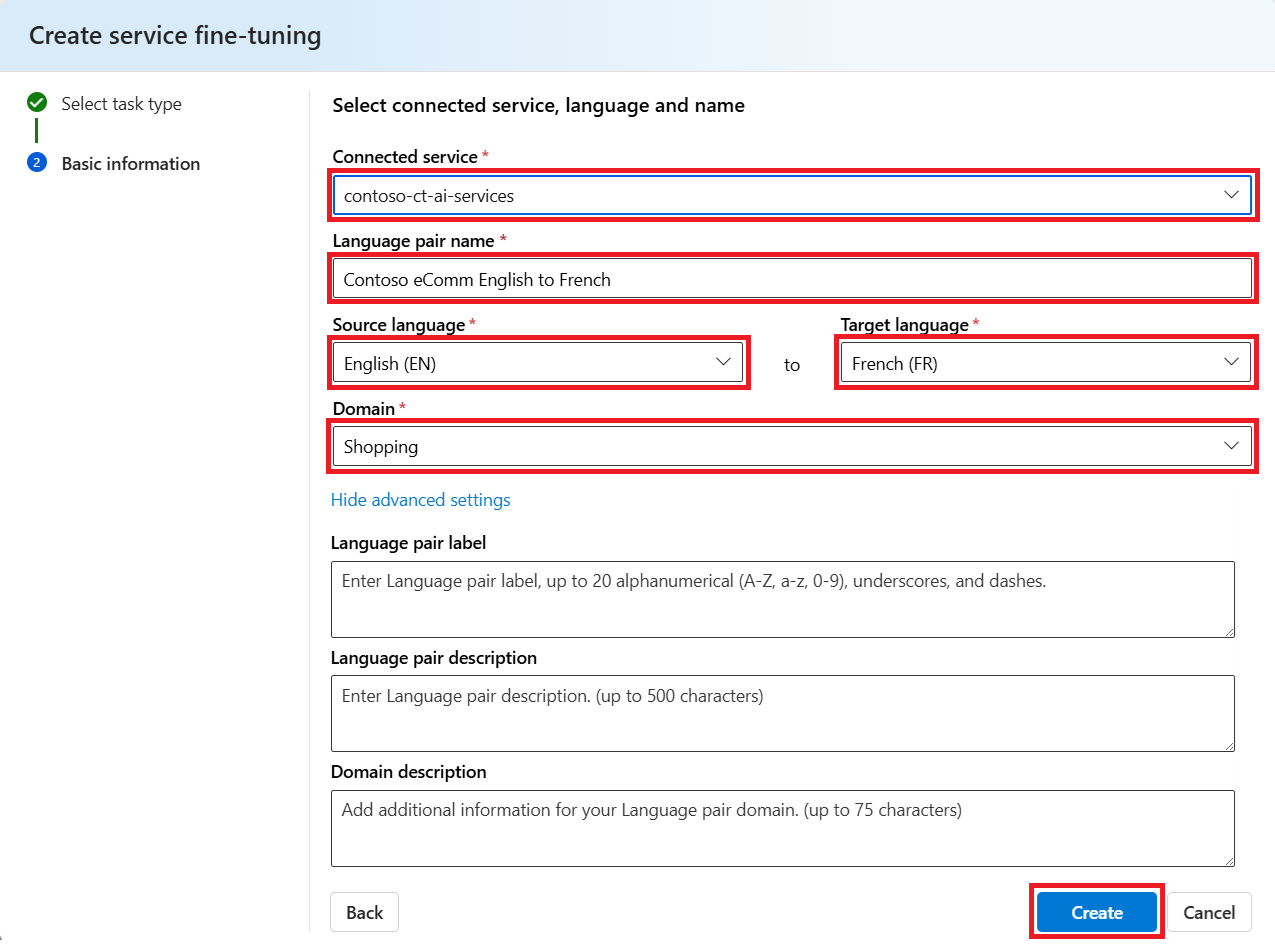 Create service fine-tuning
Select task type
2 Basic information
Select connected service, language and name
Connected service *
contoso-ct-ai-services
Language pair name *
Contoso eComm English to French
Source language * Target language *
English (EN) to French (FR)
Domain *
Shopping
Hide advanced settings
Language pair label
Enter Language pair label, up to 20 alphanumerical (A-Z, a-z, 0-9), underscores, and dashes.
Language pair description
Enter Language pair description. (up to 500 characters)
Domain description
Add additional information for your Language pair domain. (up to 75 characters)
Back Create Cancel